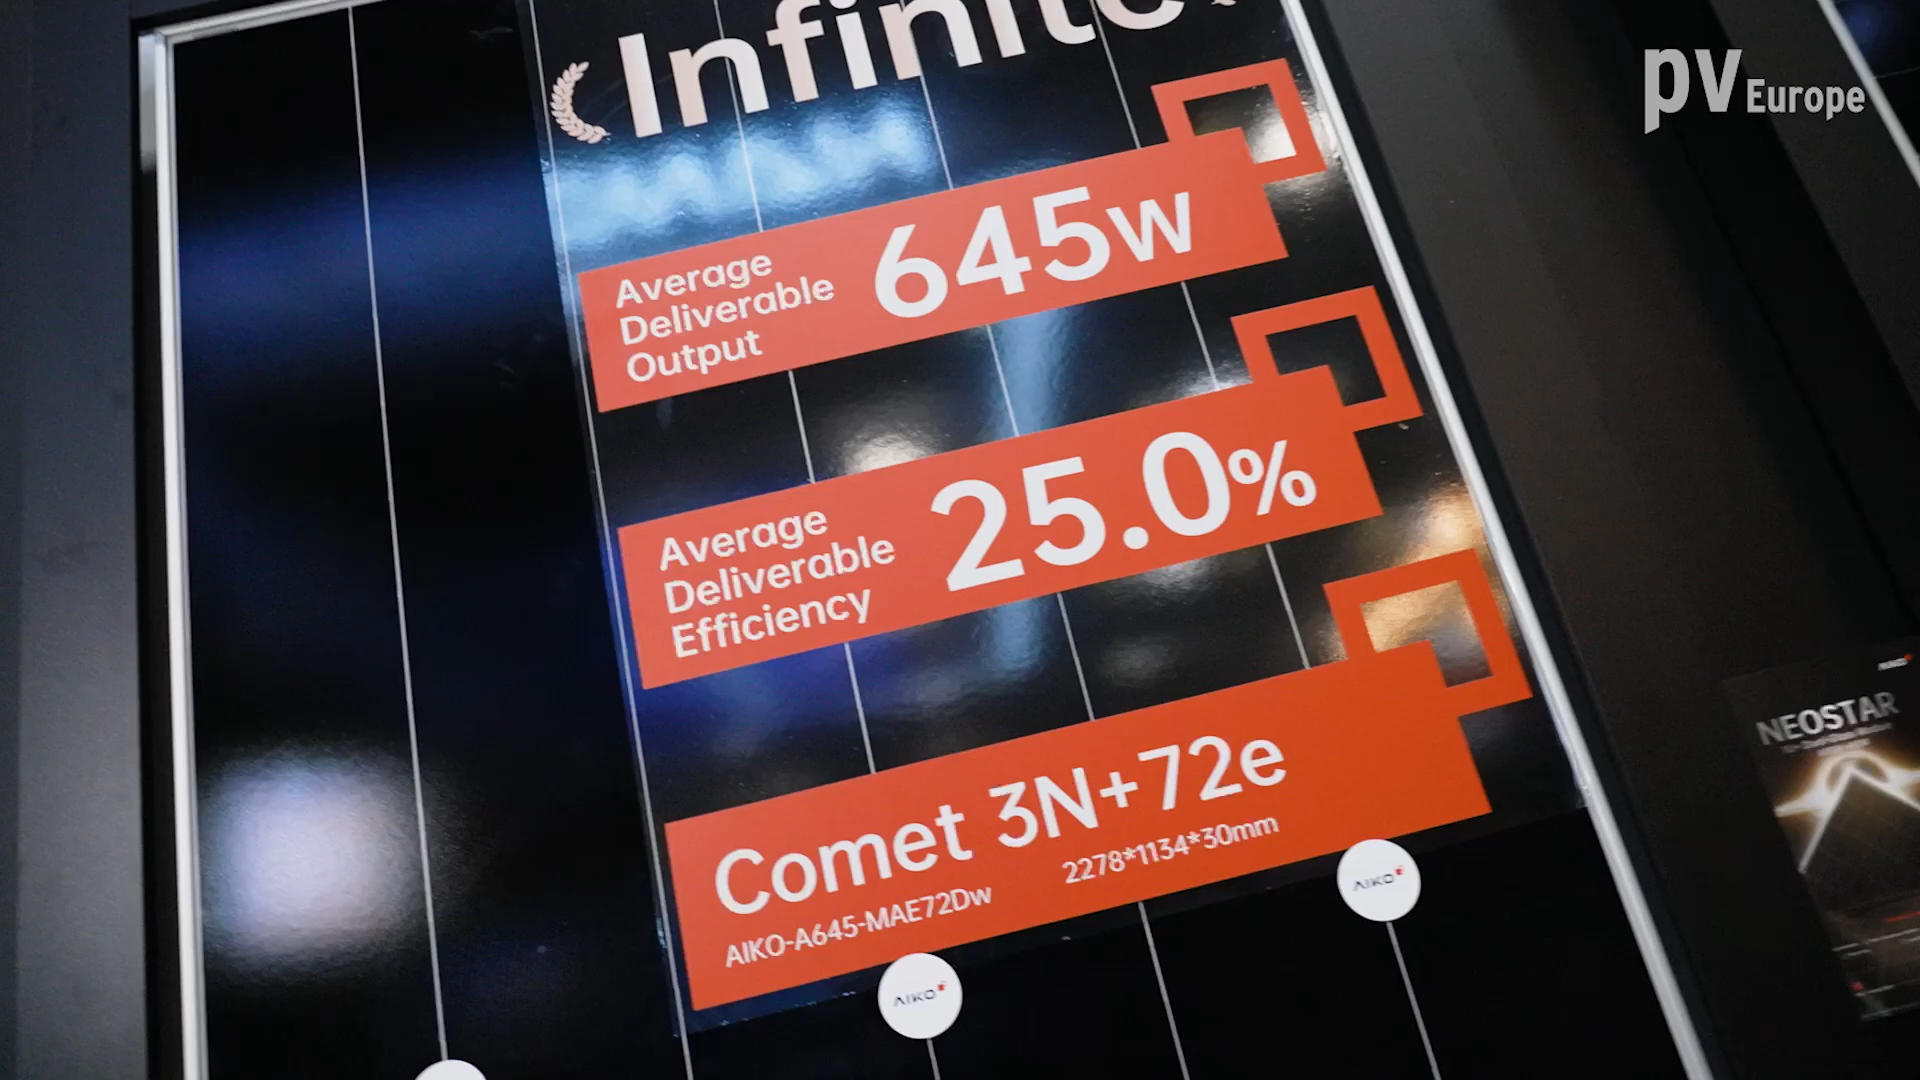 Infinite
pv Europe
Average
Deliverable
Output
645W
Average
Deliverable
Efficiency
25.0%
Comet 3N+72e
AIKO-A645-MAE72Dw
2278*1134*30mm
AIKO
AIKO
NEOSTAR